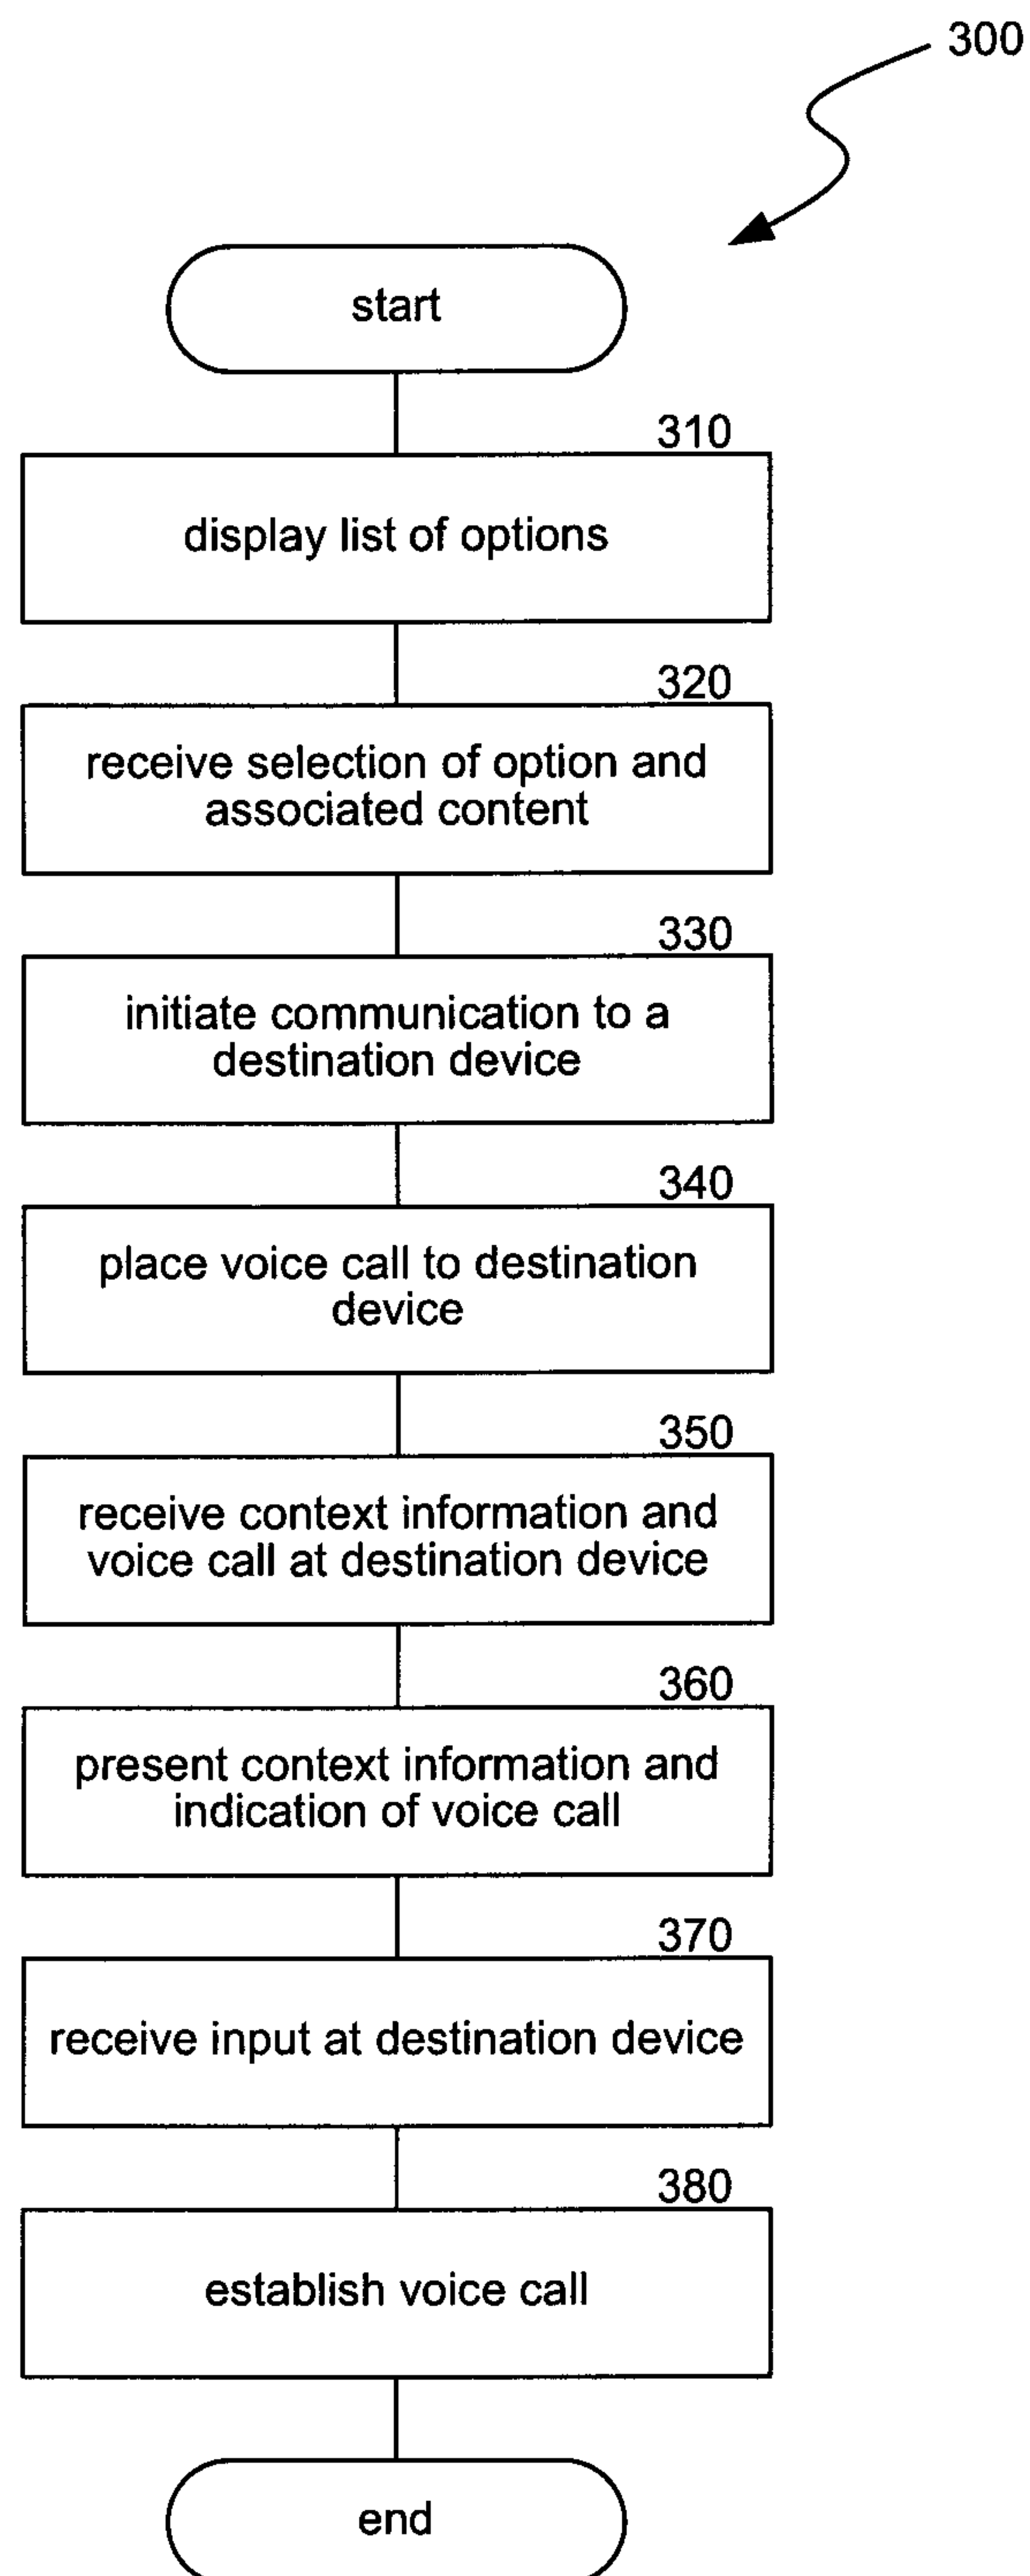 300
start
310
display list of options
320
receive selection of option and
associated content
330
initiate communication to a
destination device
340
place voice call to destination
device
350
receive context information and
voice call at destination device
360
present context information and
indication of voice call
370
receive input at destination device
380
establish voice call
end